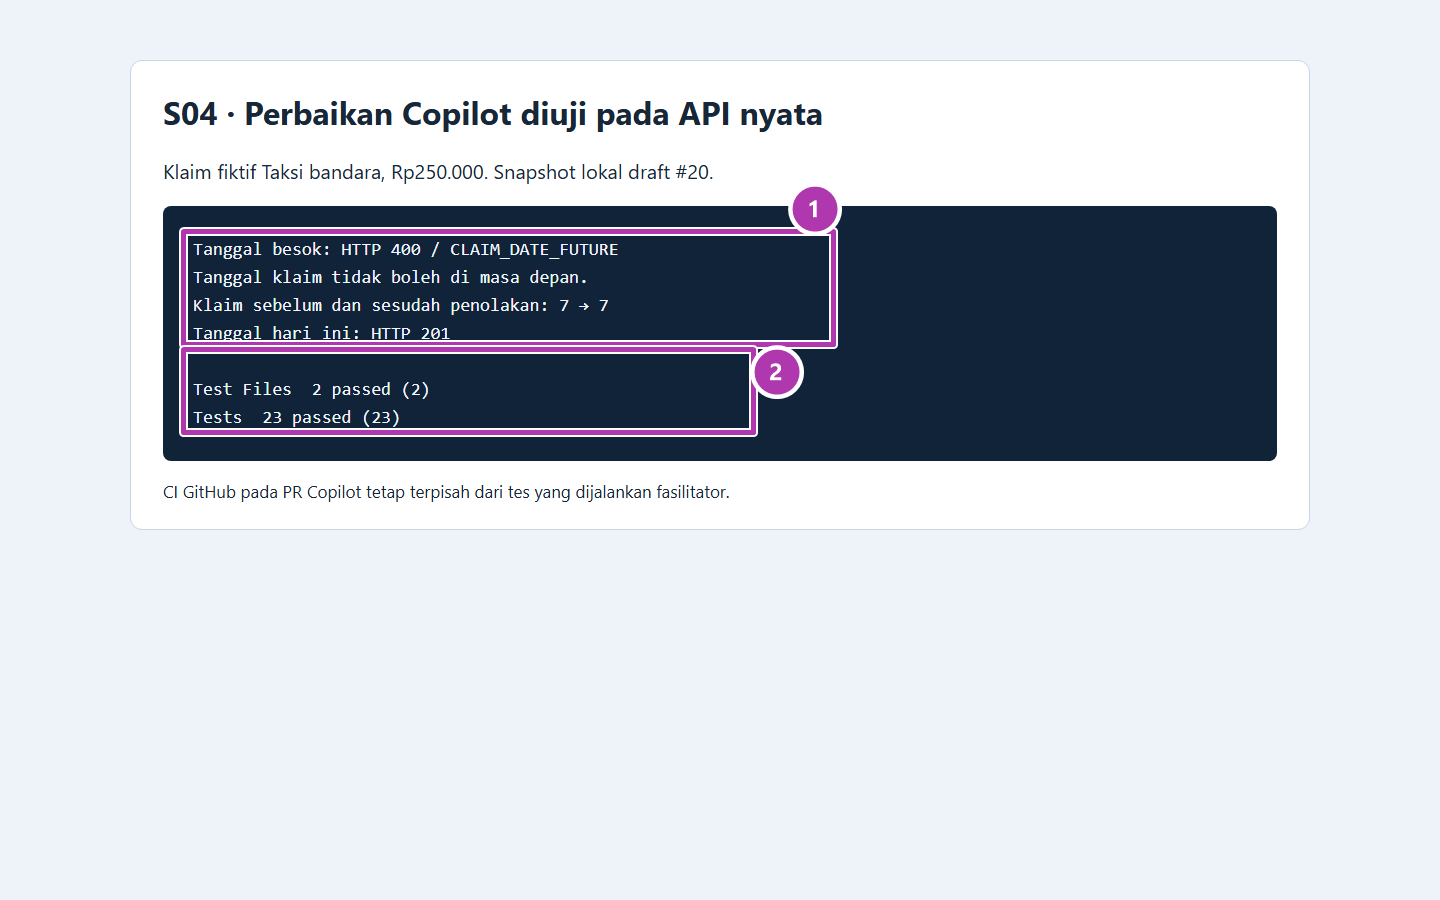 S04 · Perbaikan Copilot diuji pada API nyata
Klaim fiktif Taksi bandara, Rp250.000. Snapshot lokal draft #20.
1
Tanggal besok: HTTP 400 / CLAIM_DATE_FUTURE
Tanggal klaim tidak boleh di masa depan.
Klaim sebelum dan sesudah penolakan: 7 → 7
Tanggal hari ini: HTTP 201
2
Test Files  2 passed (2)
Tests  23 passed (23)
CI GitHub pada PR Copilot tetap terpisah dari tes yang dijalankan fasilitator.